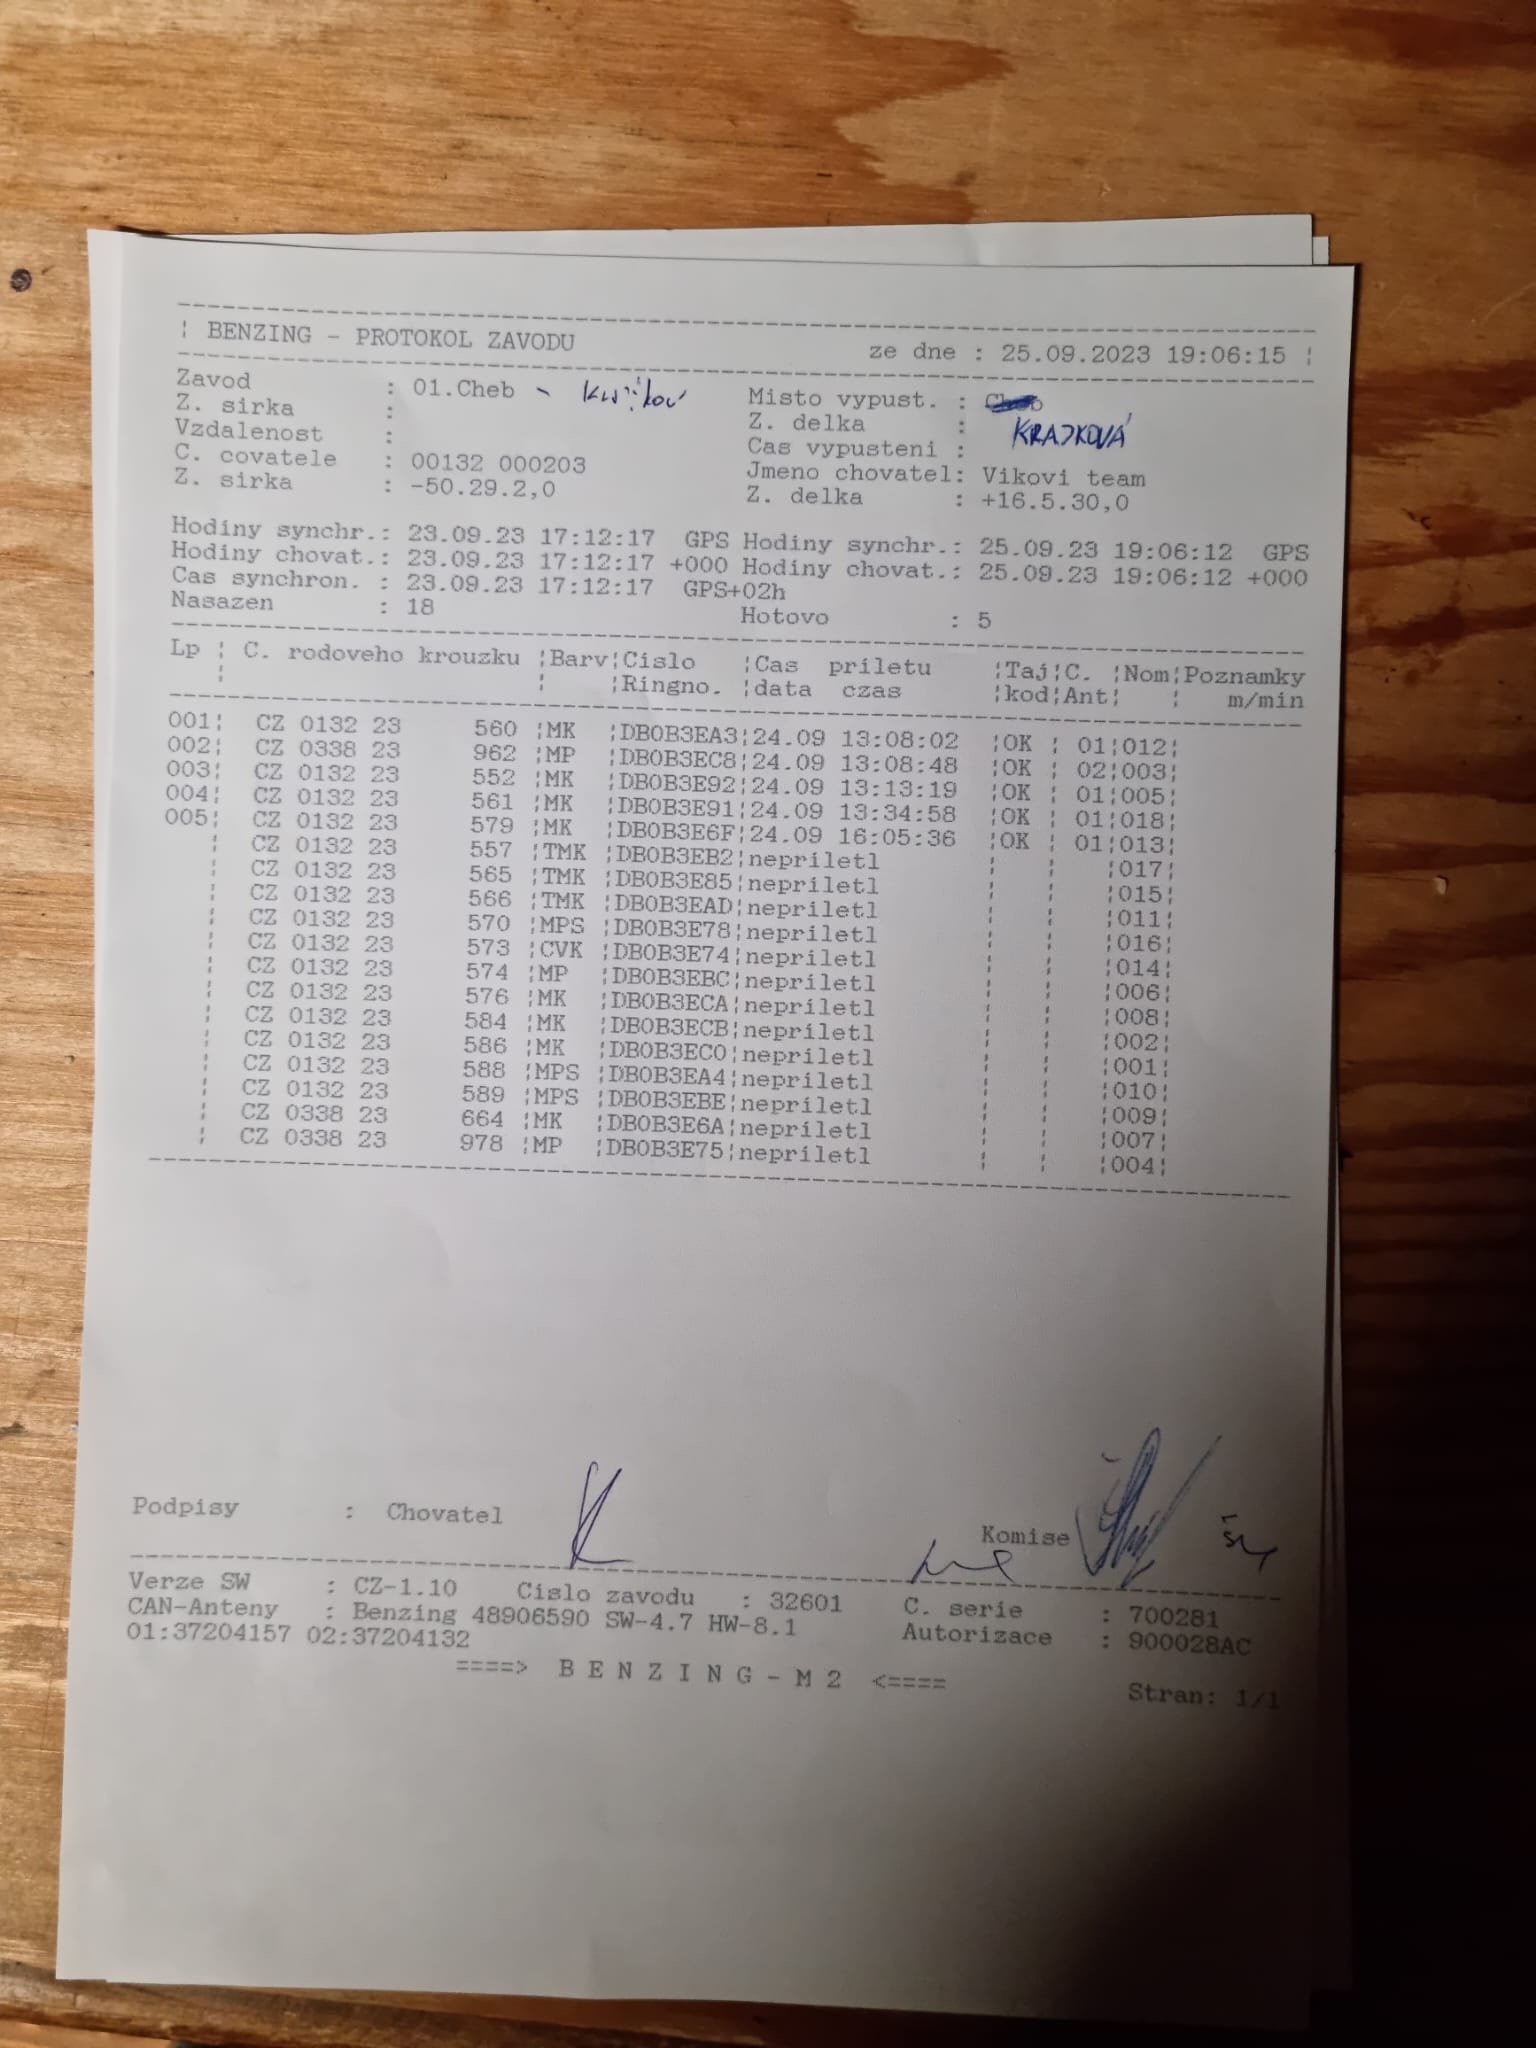 ¦ BENZING - PROTOKOL ZAVODU ze dne : 25.09.2023 19:06:15 ¦
Zavod : 01.Cheb - Misto vypust. : Cheb
Z. sirka : Z. delka : KRAJKOVÁ
Vzdalenost : Cas vypusteni :
C. covatele : 00132 000203 Jmeno chovatel: Vikovi team
Z. sirka : -50.29.2,0 Z. delka : +16.5.30,0
Hodiny synchr.: 23.09.23 17:12:17 GPS Hodiny synchr.: 25.09.23 19:06:12 GPS
Hodiny chovat.: 23.09.23 17:12:17 +000 Hodiny chovat.: 25.09.23 19:06:12 +000
Cas synchron. : 23.09.23 17:12:17 GPS+02h
Nasazen : 18 Hotovo : 5
Lp ¦ C. rodoveho krouzku ¦Barv¦Cislo ¦Cas priletu ¦Taj¦C. ¦Nom¦Poznamky
¦ ¦ ¦Ringno. ¦data czas ¦kod¦Ant¦ ¦ m/min
001¦ CZ 0132 23 560 ¦MK ¦DB0B3EA3¦24.09 13:08:02 ¦OK ¦ 01¦012¦
002¦ CZ 0338 23 962 ¦MP ¦DB0B3EC8¦24.09 13:08:48 ¦OK ¦ 02¦003¦
003¦ CZ 0132 23 552 ¦MK ¦DB0B3E92¦24.09 13:13:19 ¦OK ¦ 01¦005¦
004¦ CZ 0132 23 561 ¦MK ¦DB0B3E91¦24.09 13:34:58 ¦OK ¦ 01¦018¦
005¦ CZ 0132 23 579 ¦MK ¦DB0B3E6F¦24.09 16:05:36 ¦OK ¦ 01¦013¦
¦ CZ 0132 23 557 ¦TMK ¦DB0B3EB2¦nepriletl ¦ ¦ ¦017¦
¦ CZ 0132 23 565 ¦TMK ¦DB0B3E85¦nepriletl ¦ ¦ ¦015¦
¦ CZ 0132 23 566 ¦TMK ¦DB0B3EAD¦nepriletl ¦ ¦ ¦011¦
¦ CZ 0132 23 570 ¦MPS ¦DB0B3E78¦nepriletl ¦ ¦ ¦016¦
¦ CZ 0132 23 573 ¦CVK ¦DB0B3E74¦nepriletl ¦ ¦ ¦014¦
¦ CZ 0132 23 574 ¦MP ¦DB0B3EBC¦nepriletl ¦ ¦ ¦006¦
¦ CZ 0132 23 576 ¦MK ¦DB0B3ECA¦nepriletl ¦ ¦ ¦008¦
¦ CZ 0132 23 584 ¦MK ¦DB0B3ECB¦nepriletl ¦ ¦ ¦002¦
¦ CZ 0132 23 586 ¦MK ¦DB0B3EC0¦nepriletl ¦ ¦ ¦001¦
¦ CZ 0132 23 588 ¦MPS ¦DB0B3EA4¦nepriletl ¦ ¦ ¦010¦
¦ CZ 0132 23 589 ¦MPS ¦DB0B3EBE¦nepriletl ¦ ¦ ¦009¦
¦ CZ 0338 23 664 ¦MK ¦DB0B3E6A¦nepriletl ¦ ¦ ¦007¦
¦ CZ 0338 23 978 ¦MP ¦DB0B3E75¦nepriletl ¦ ¦ ¦004¦
Podpisy : Chovatel Komise
Verze SW : CZ-1.10 Cislo zavodu : 32601 C. serie : 700281
CAN-Anteny : Benzing 48906590 SW-4.7 HW-8.1 Autorizace : 900028AC
01:37204157 02:37204132
====> B E N Z I N G - M 2 <====
Stran: 1/1